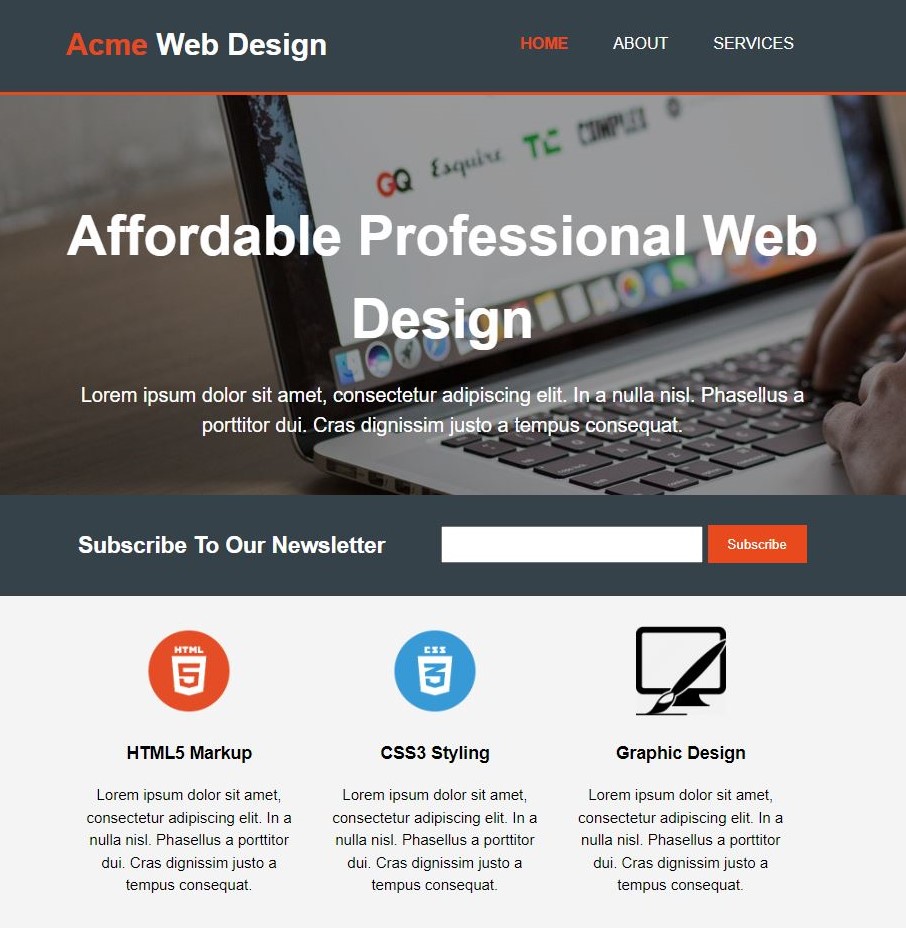 Acme Web Design
HOME ABOUT SERVICES
GQ Esquire TC COMPLEX
Affordable Professional Web
Design
Lorem ipsum dolor sit amet, consectetur adipiscing elit. In a nulla nisl. Phasellus a
porttitor dui. Cras dignissim justo a tempus consequat.
Subscribe To Our Newsletter
Subscribe
HTML
5
CSS
3
HTML5 Markup
CSS3 Styling
Graphic Design
Lorem ipsum dolor sit amet,
consectetur adipiscing elit. In a
nulla nisl. Phasellus a porttitor
dui. Cras dignissim justo a
tempus consequat.
Lorem ipsum dolor sit amet,
consectetur adipiscing elit. In a
nulla nisl. Phasellus a porttitor
dui. Cras dignissim justo a
tempus consequat.
Lorem ipsum dolor sit amet,
consectetur adipiscing elit. In a
nulla nisl. Phasellus a porttitor
dui. Cras dignissim justo a
tempus consequat.